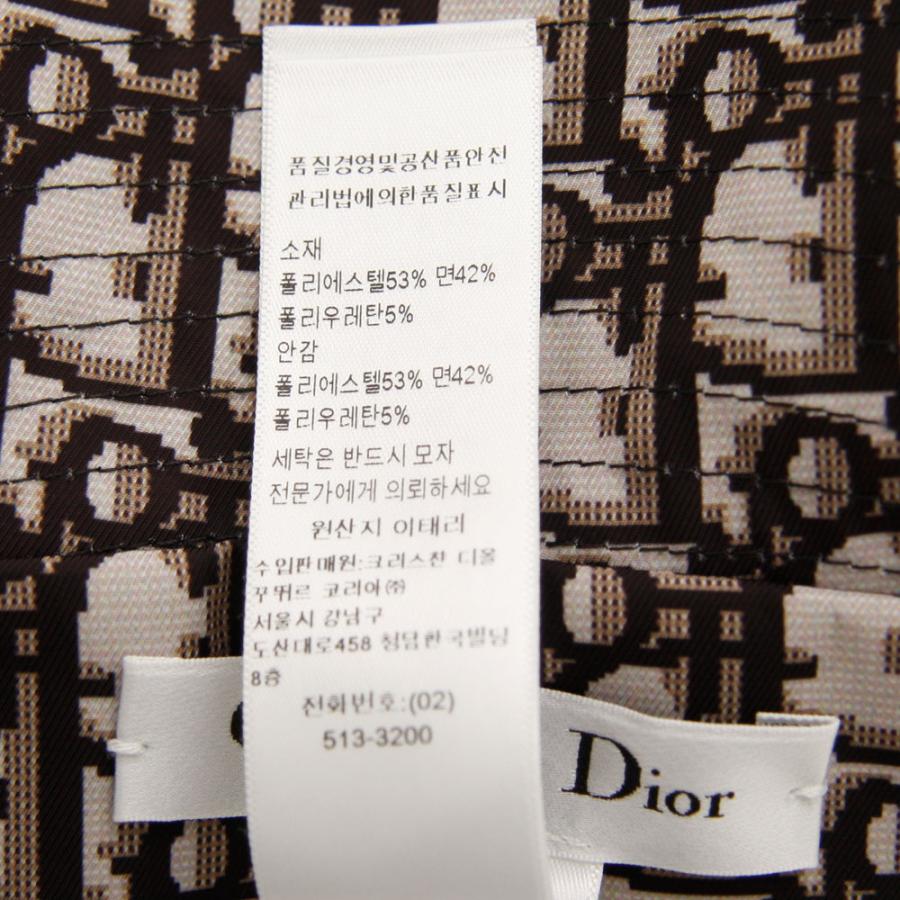 품질경영및공산품안전
관리법에의한품질표시
소재
폴리에스텔53% 면42%
폴리우레탄5%
안감
폴리에스텔53% 면42%
폴리우레탄5%
세탁은 반드시 모자
전문가에게 의뢰하세요
원산지 이태리
수입판매원:크리스챤 디올
꾸뛰르 코리아㈜
서울시 강남구
도산대로458 청담한국빌딩
8층
전화번호:(02)
513-3200
Dior